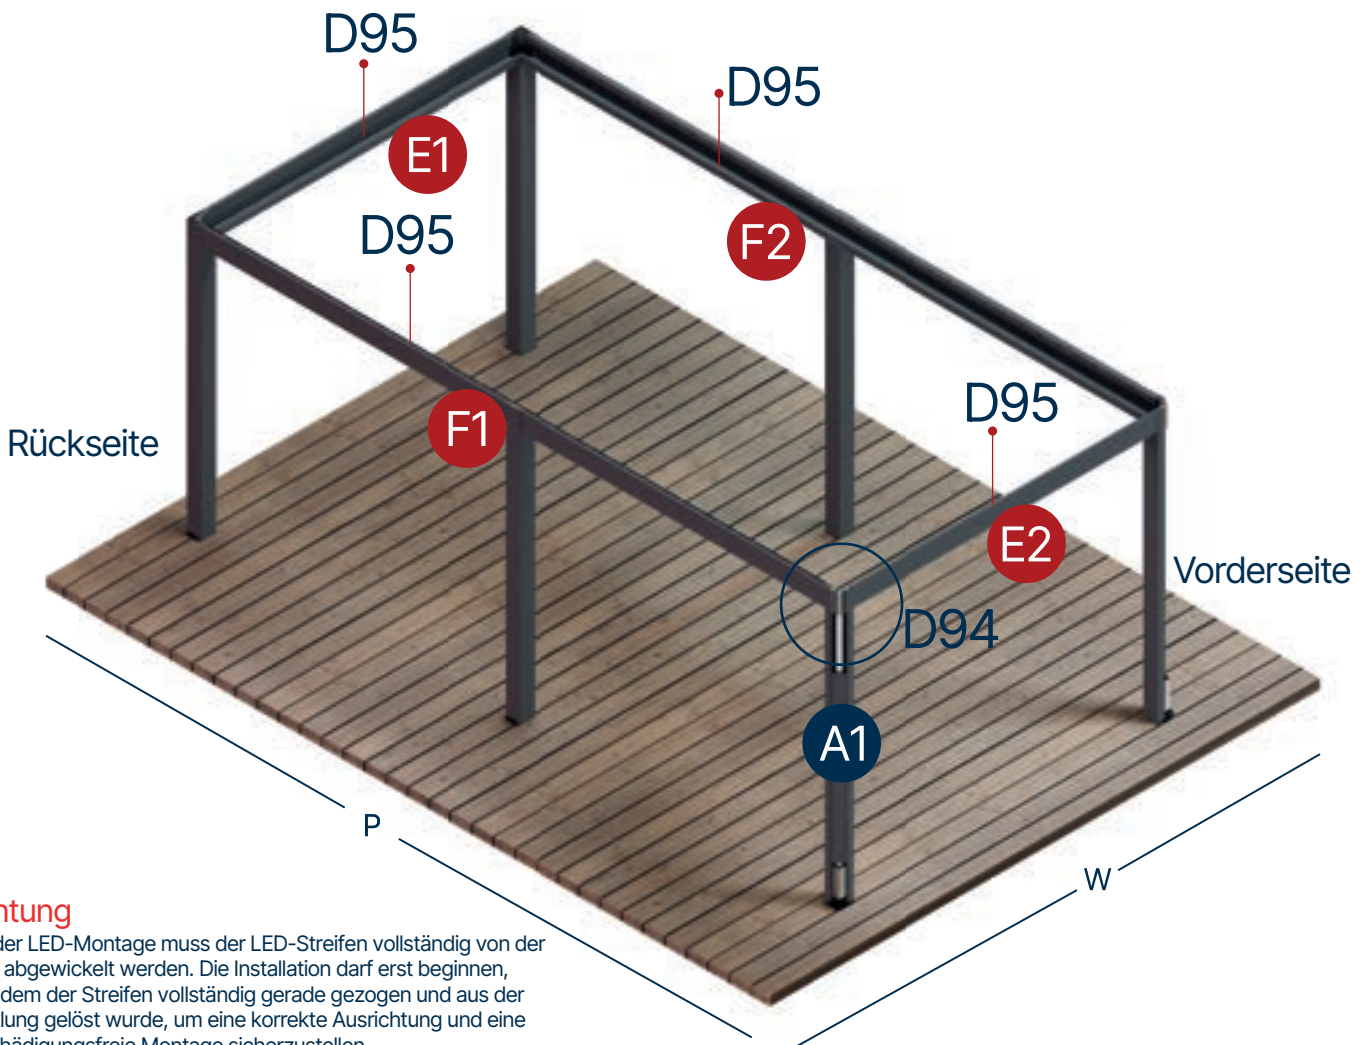 D95
D95
E1
D95
F2
D95
F1
Rückseite
E2
Vorderseite
D94
A1
P
W
der LED-Montage muss der LED-Streifen vollständig von der
abgewickelt werden. Die Installation darf erst beginnen,
dem der Streifen vollständig gerade gezogen und aus der
gelöst wurde, um eine korrekte Ausrichtung und eine
Montage sicherzustellen